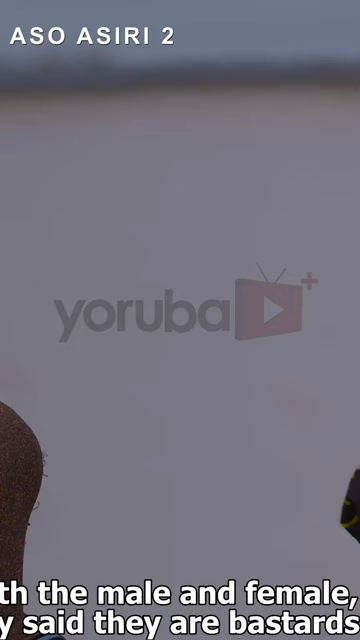 ASO ASIRI 2
yoruba +
th the male and female,
y said they are bastards